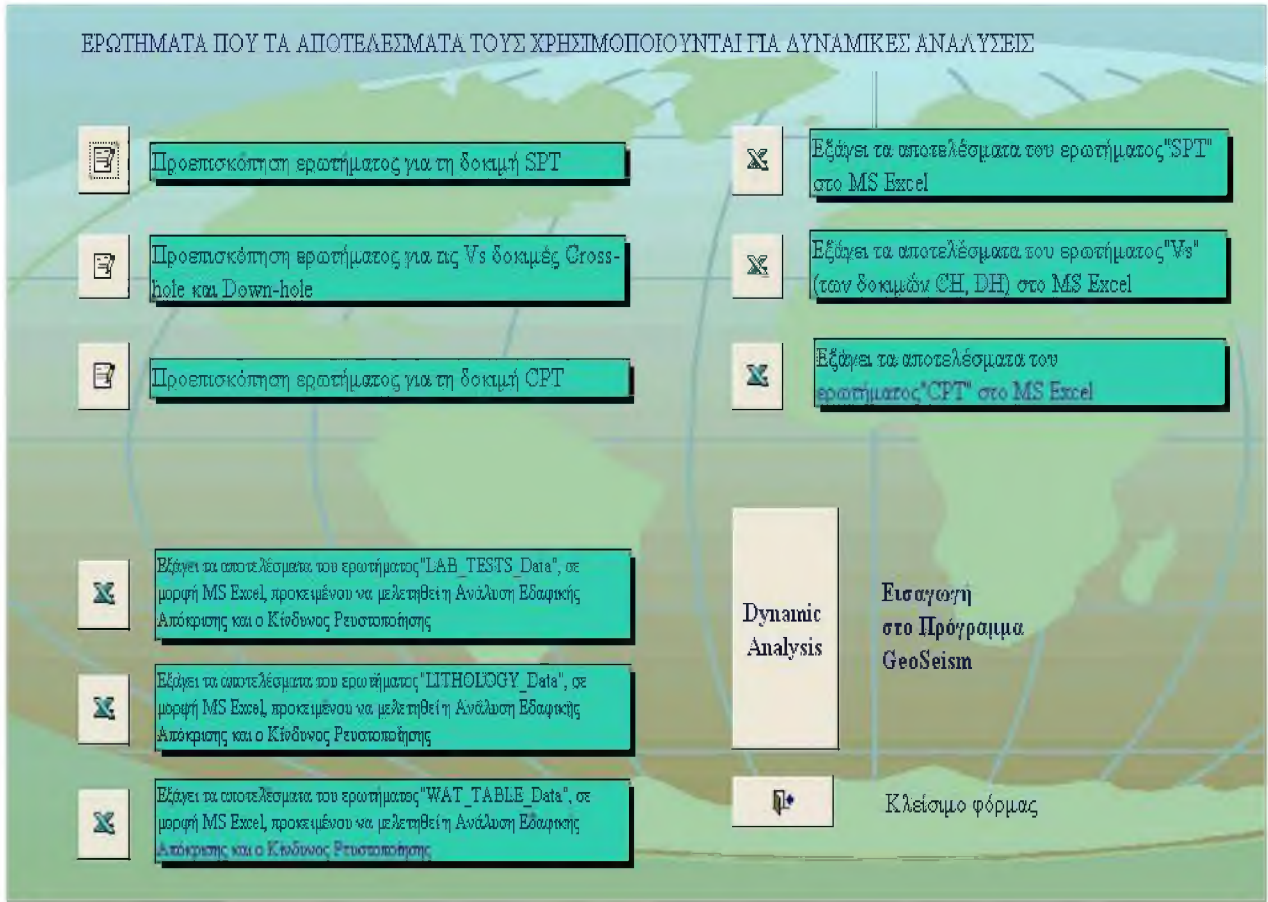 ΕΡΩΤΗΜΑΤΑ ΠΟΥ ΤΑ ΑΠΟΤΕΛΕΣΜΑΤΑ ΤΟΥΣ ΧΡΗΣΙΜΟΠΟΙΟΥΝΤΑΙ ΓΙΑ ΔΥΝΑΜΙΚΕΣ ΑΝΑΛΥΣΕΙΣ
Προεπισκόπηση ερωτήματος για τη δοκιμή SPT
Εξάγει τα αποτελέσματα του ερωτήματος"SPT"
στο MS Excel
Προεπισκόπηση ερωτήματος για τις Vs δοκιμές Cross-
hole και Down-hole
Εξάγει τα αποτελέσματα του ερωτήματος"Vs"
(των δοκιμών CH, DH) στο MS Excel
Προεπισκόπηση ερωτήματος για τη δοκιμή CPT
Εξάγει τα αποτελέσματα του
ερωτήματος"CPT" στο MS Excel
Εξάγει τα αποτελέσματα του ερωτήματος"LAB_TESTS_Data", σε
μορφή MS Excel, προκειμένου να μελετηθεί η Ανάλυση Εδαφικής
Απόκρισης και ο Κίνδυνος Ρευστοποίησης
Εξάγει τα αποτελέσματα του ερωτήματος"LITHOLOGY_Data", σε
μορφή MS Excel, προκειμένου να μελετηθεί η Ανάλυση Εδαφικής
Απόκρισης και ο Κίνδυνος Ρευστοποίησης
Εξάγει τα αποτελέσματα του ερωτήματος"WAT_TABLE_Data", σε
μορφή MS Excel, προκειμένου να μελετηθεί η Ανάλυση Εδαφικής
Απόκρισης και ο Κίνδυνος Ρευστοποίησης
Dynamic
Analysis
Εισαγωγή
στο Πρόγραμμα
GeoSeism
Κλείσιμο φόρμας